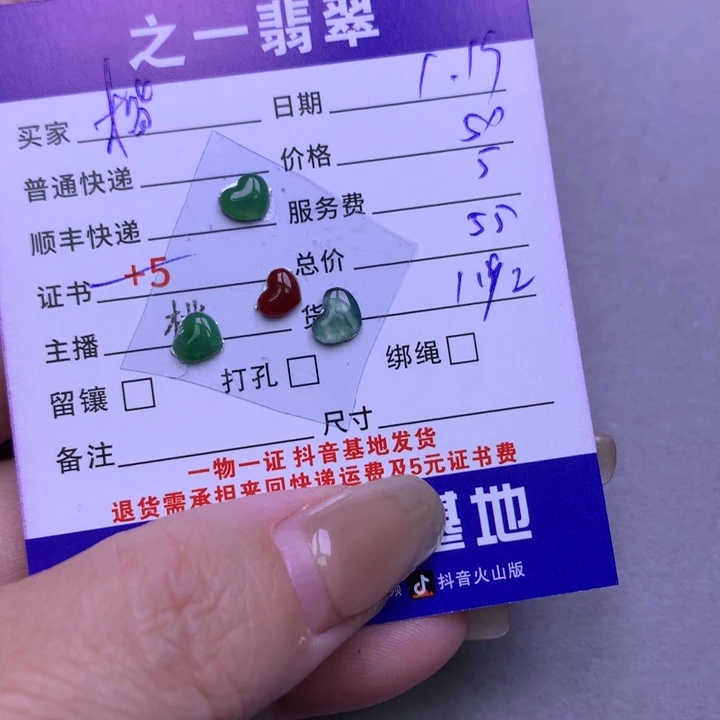 之一翡翠
买家 日期 1.19
普通快递 价格 50
顺丰快递 服务费 5
证书 +5 总价 55
主播 货
留镶 打孔 绑绳
备注 尺寸
一物一证 抖音基地发货
退货需承担来回快递运费及5元证书费
基地
抖音火山版